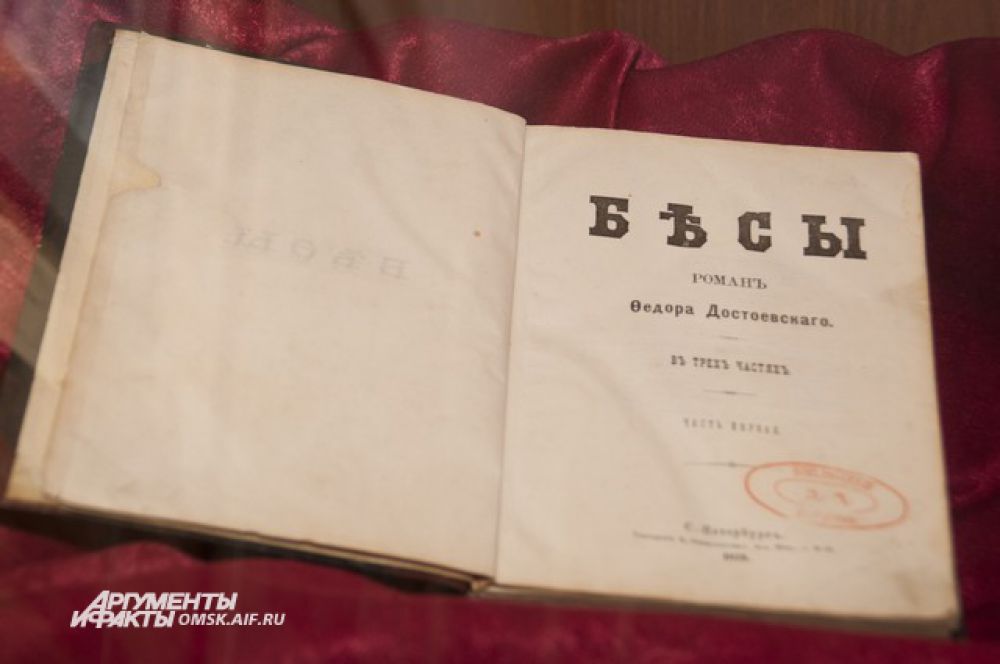 БѢСЫ
РОМАНЪ
Ѳедора Достоевскаго.
ВЪ ТРЕХЪ ЧАСТЯХЪ.
ЧАСТЬ ПЕРВАЯ.
С.-Петербургъ.
АРГУМЕНТЫ
И ФАКТЫ OMSK.AIF.RU